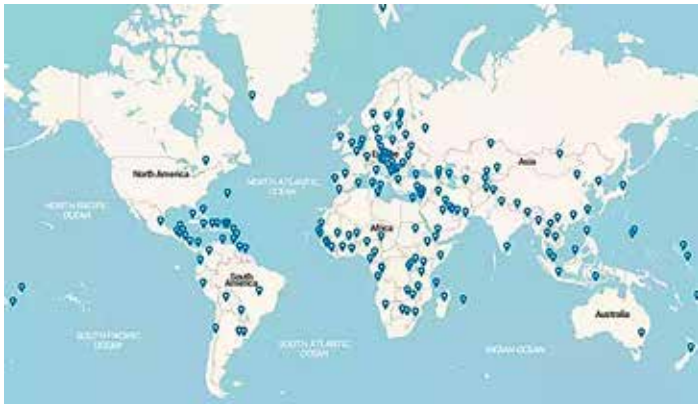 North America
Europe
Asia
NORTH ATLANTIC
OCEAN
NORTH PACIFIC
OCEAN
Africa
South
America
Australia
SOUTH PACIFIC
OCEAN
SOUTH ATLANTIC
OCEAN
INDIAN OCEAN